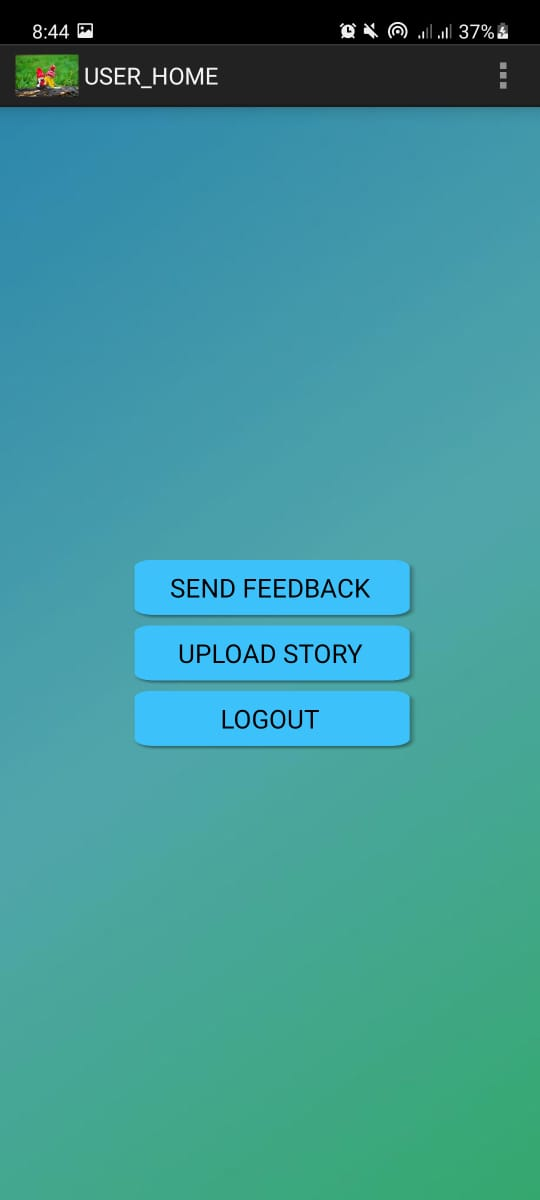 8:44
37%
USER_HOME
SEND FEEDBACK
UPLOAD STORY
LOGOUT